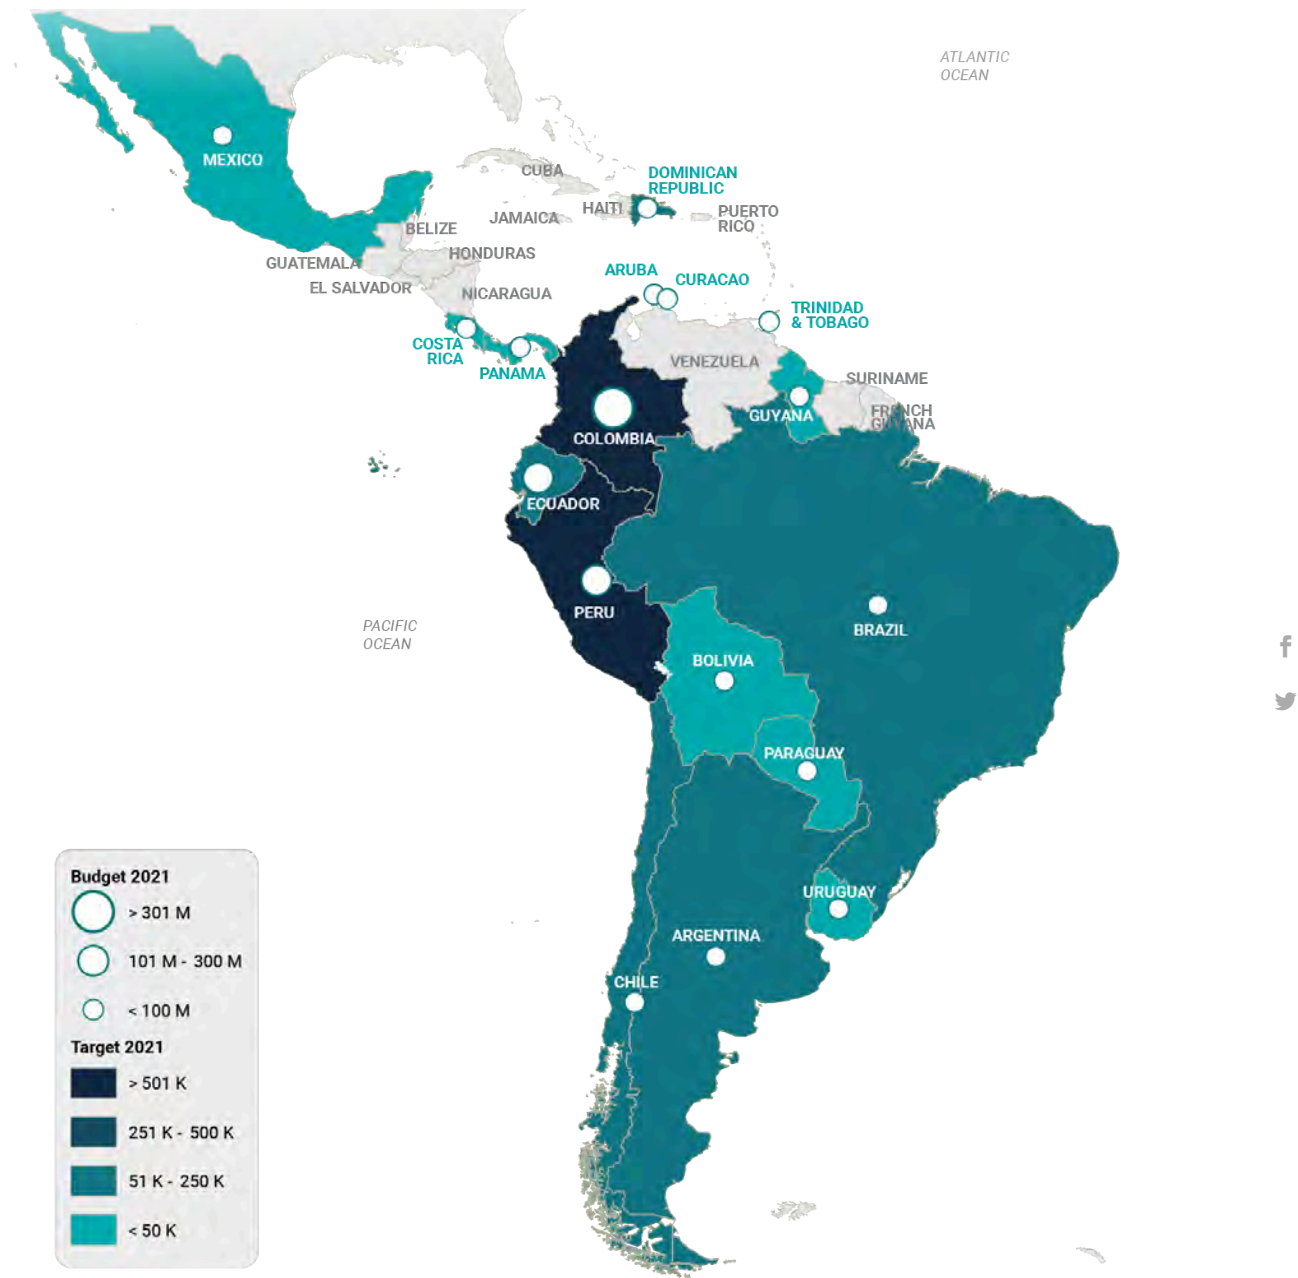 ATLANTIC
OCEAN
MEXICO
CUBA
DOMINICAN
REPUBLIC
HAITI
JAMAICA
PUERTO
RICO
BELIZE
HONDURAS
GUATEMALA
EL SALVADOR
NICARAGUA
ARUBA
CURACAO
TRINIDAD
& TOBAGO
COSTA
RICA
PANAMA
VENEZUELA
SURINAME
GUYANA
FRENCH
GUYANA
COLOMBIA
ECUADOR
PERU
BRAZIL
PACIFIC
OCEAN
BOLIVIA
PARAGUAY
URUGUAY
ARGENTINA
CHILE
Budget 2021
> 301 M
101 M - 300 M
< 100 M
Target 2021
> 501 K
251 K - 500 K
51 K - 250 K
< 50 K